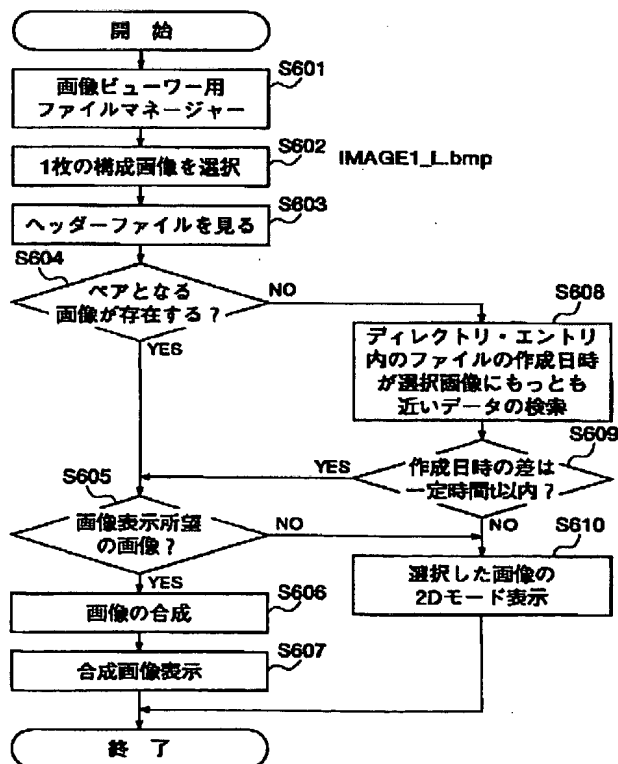 開 始
S601
画像ビューワー用
ファイルマネージャー
S602
1枚の構成画像を選択
IMAGE1_L.bmp
S603
ヘッダーファイルを見る
S604
ペアとなる
画像が存在する？
NO
YES
S608
ディレクトリ・エントリ
内のファイルの作成日時
が選択画像にもっとも
近いデータの検索
S609
作成日時の差は
一定時間t以内？
YES
NO
S605
画像表示所望
の画像？
NO
YES
S610
選択した画像の
2Dモード表示
S606
画像の合成
S607
合成画像表示
終 了